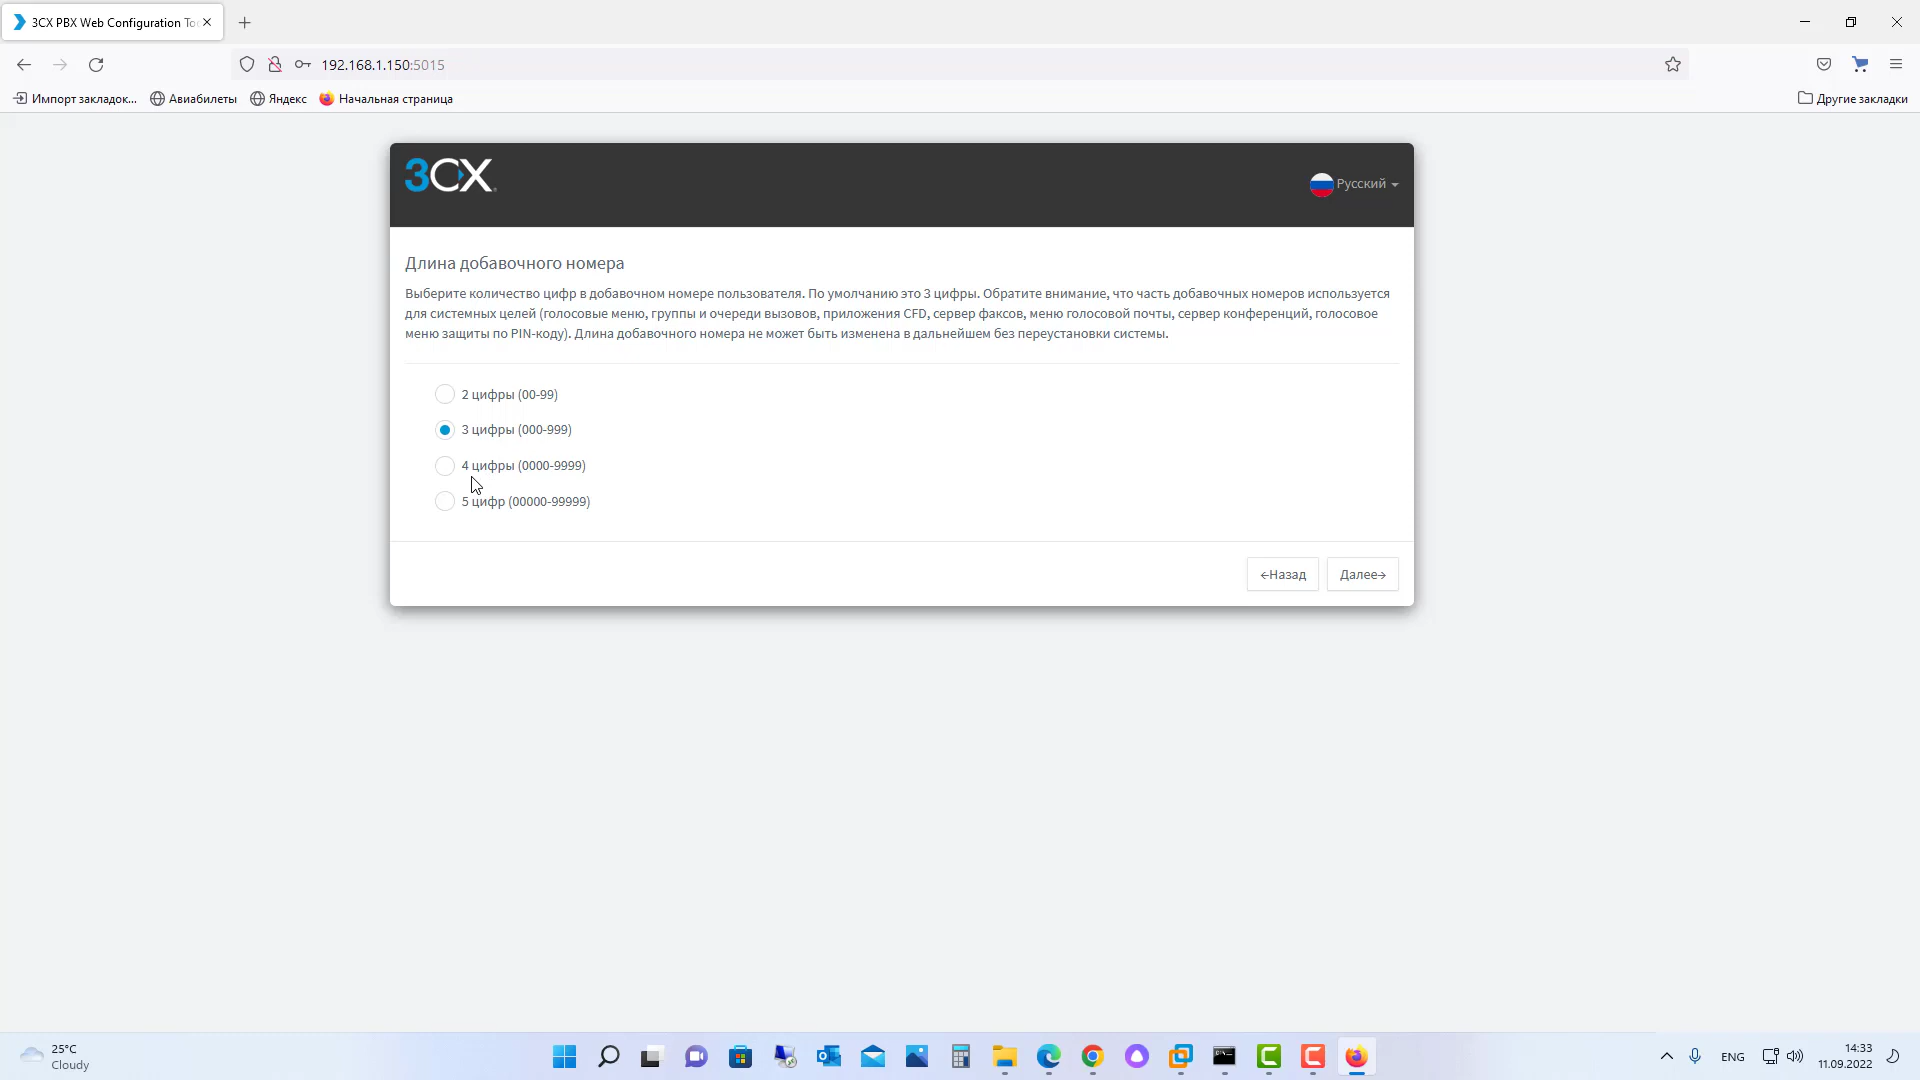 3CX PBX Web Configuration To
192.168.1.150:5015
Импорт закладок...
Авиабилеты
Яндекс
Начальная страница
Другие закладки
3CX
Русский
Длина добавочного номера
Выберите количество цифр в добавочном номере пользователя. По умолчанию это 3 цифры. Обратите внимание, что часть добавочных номеров используется
для системных целей (голосовые меню, группы и очереди вызовов, приложения CFD, сервер факсов, меню голосовой почты, сервер конференций, голосовое
меню защиты по PIN-коду). Длина добавочного номера не может быть изменена в дальнейшем без переустановки системы.
2 цифры (00-99)
3 цифры (000-999)
4 цифры (0000-9999)
5 цифр (00000-99999)
←Назад
Далее→
25°C
Cloudy
ENG
14:33
11.09.2022